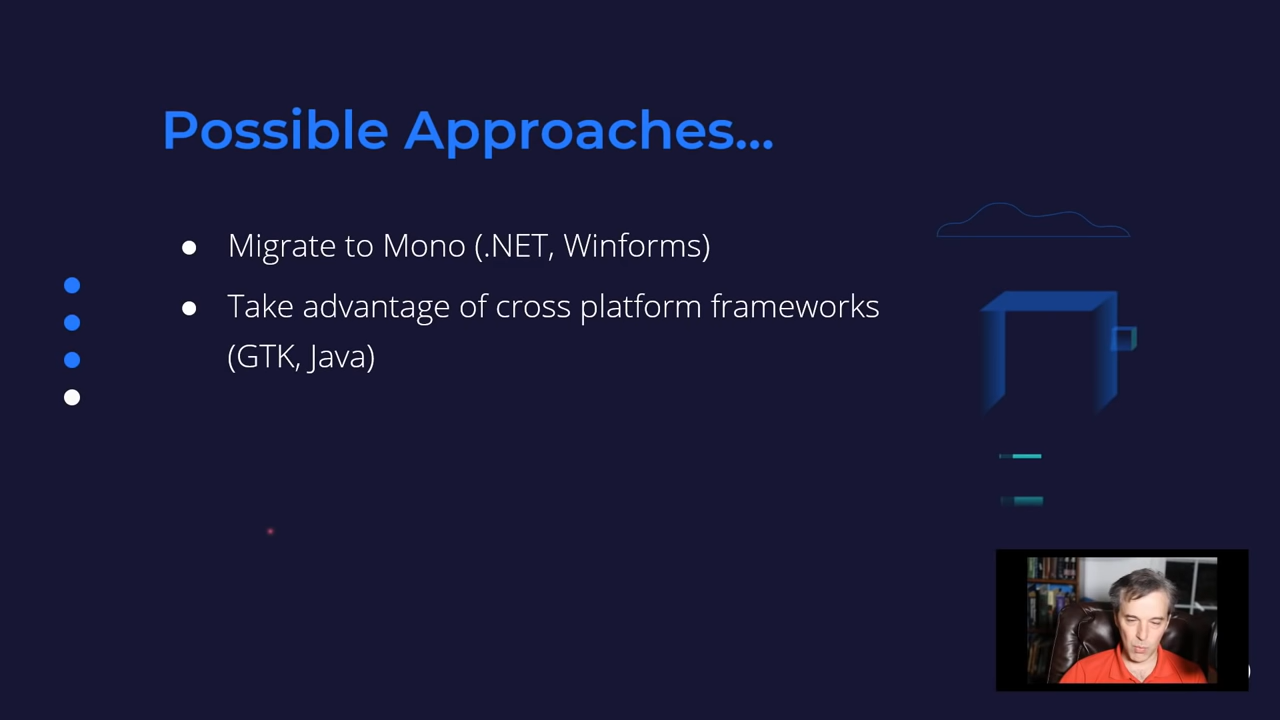 Possible Approaches...
● Migrate to Mono (.NET, Winforms)
● Take advantage of cross platform frameworks
(GTK, Java)